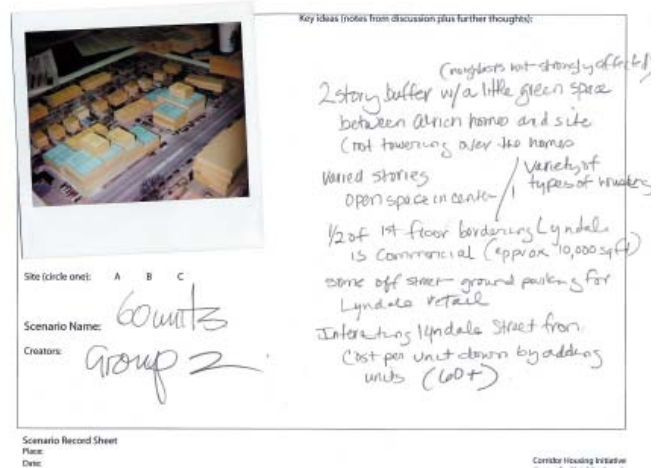 Key ideas (notes from discussion plus further thoughts):
(neighbors not strongly affected)
2 story buffer w/a little green space
between Alrich homes and site
(not towering over the homes
Varied stories
Variety of
types of housing
open space in center
1/2 of 1st floor bordering Lyndale
is commercial (approx 10,000 sqft)
some off street ground parking for
Lyndale retail
Interesting lyndale Street front
Cost per unit down by adding
units (60+)
Site (circle one): A B C
Scenario Name: 60 units
Creators: Group 2
Scenario Record Sheet
Place:
Date:
Corridor Housing Initiative